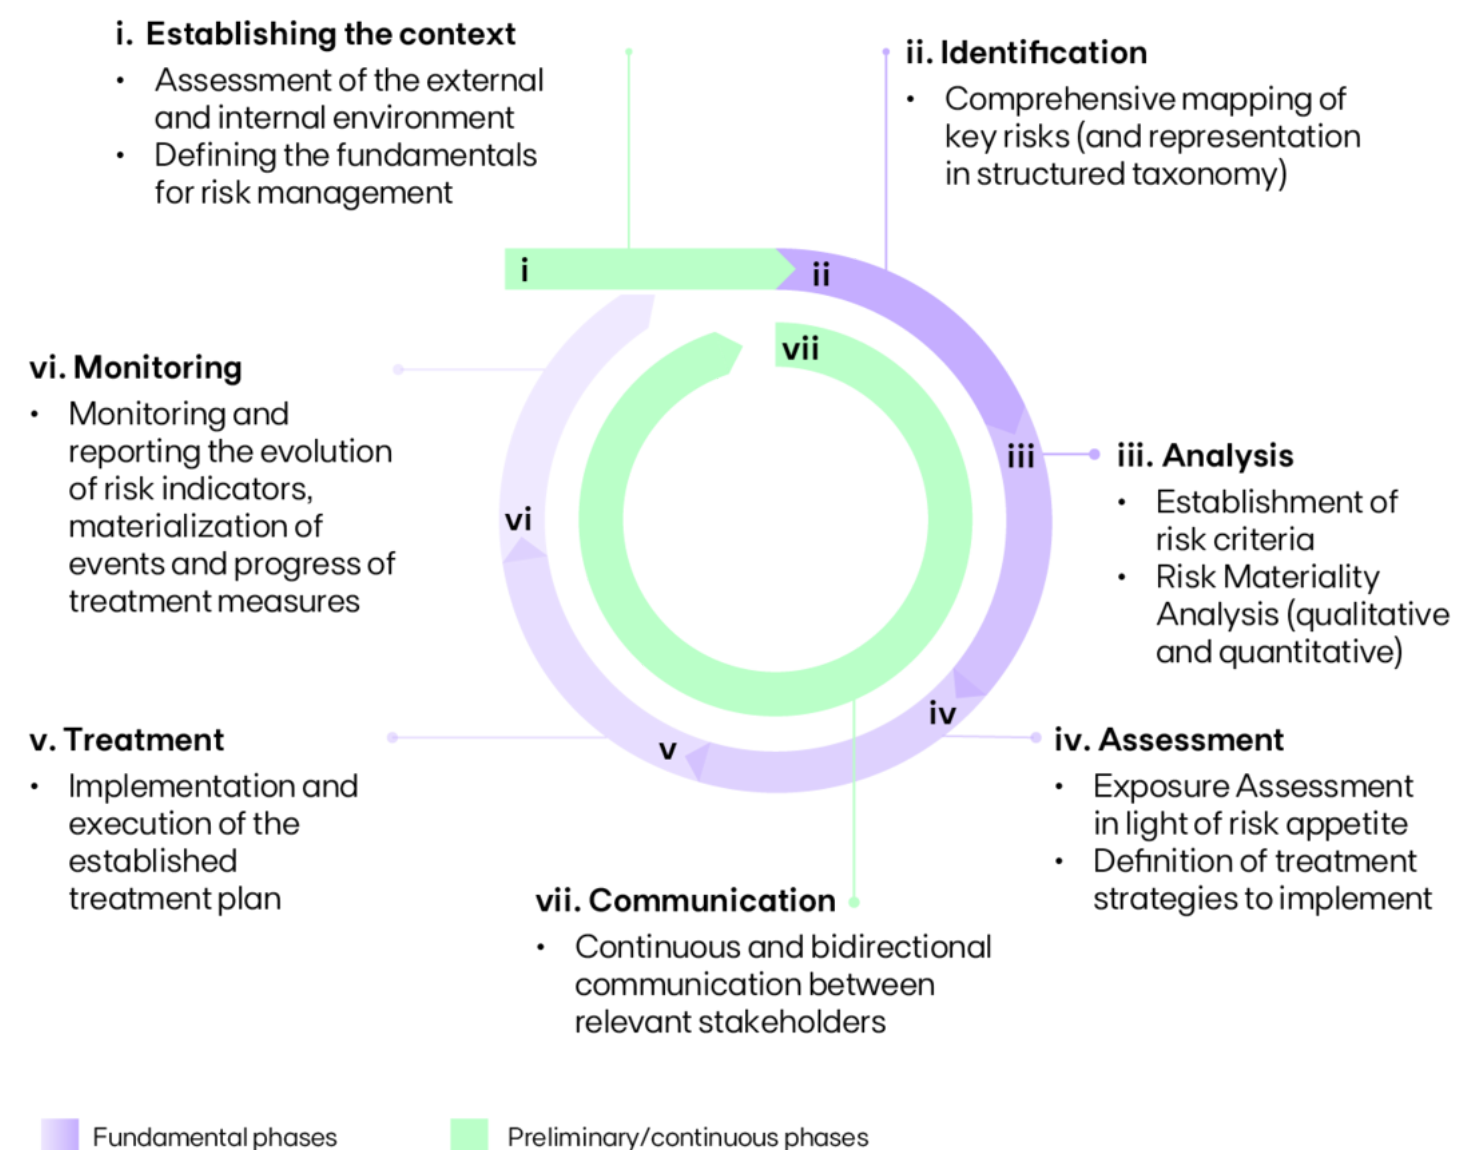 i. Establishing the context
• Assessment of the external
and internal environment
• Defining the fundamentals
for risk management
ii. Identification
• Comprehensive mapping of
key risks (and representation
in structured taxonomy)
i
ii
vii
iii
iv
v
vi
iii. Analysis
• Establishment of
risk criteria
• Risk Materiality
Analysis (qualitative
and quantitative)
iv. Assessment
• Exposure Assessment
in light of risk appetite
• Definition of treatment
strategies to implement
v. Treatment
• Implementation and
execution of the
established
treatment plan
vi. Monitoring
• Monitoring and
reporting the evolution
of risk indicators,
materialization of
events and progress of
treatment measures
vii. Communication
• Continuous and bidirectional
communication between
relevant stakeholders
Fundamental phases
Preliminary/continuous phases